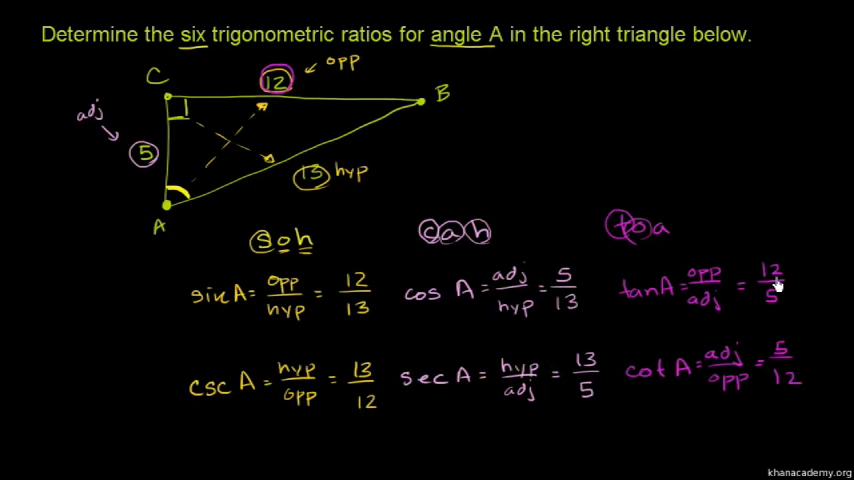 Determine the six trigonometric ratios for angle A in the right triangle below.
C
12
opp
B
adj
5
13 hyp
A
soh
cah
toa
sin A = opp/hyp = 12/13
cos A = adj/hyp = 5/13
tan A = opp/adj = 12/5
csc A = hyp/opp = 13/12
sec A = hyp/adj = 13/5
cot A = adj/opp = 5/12
khanacademy.org